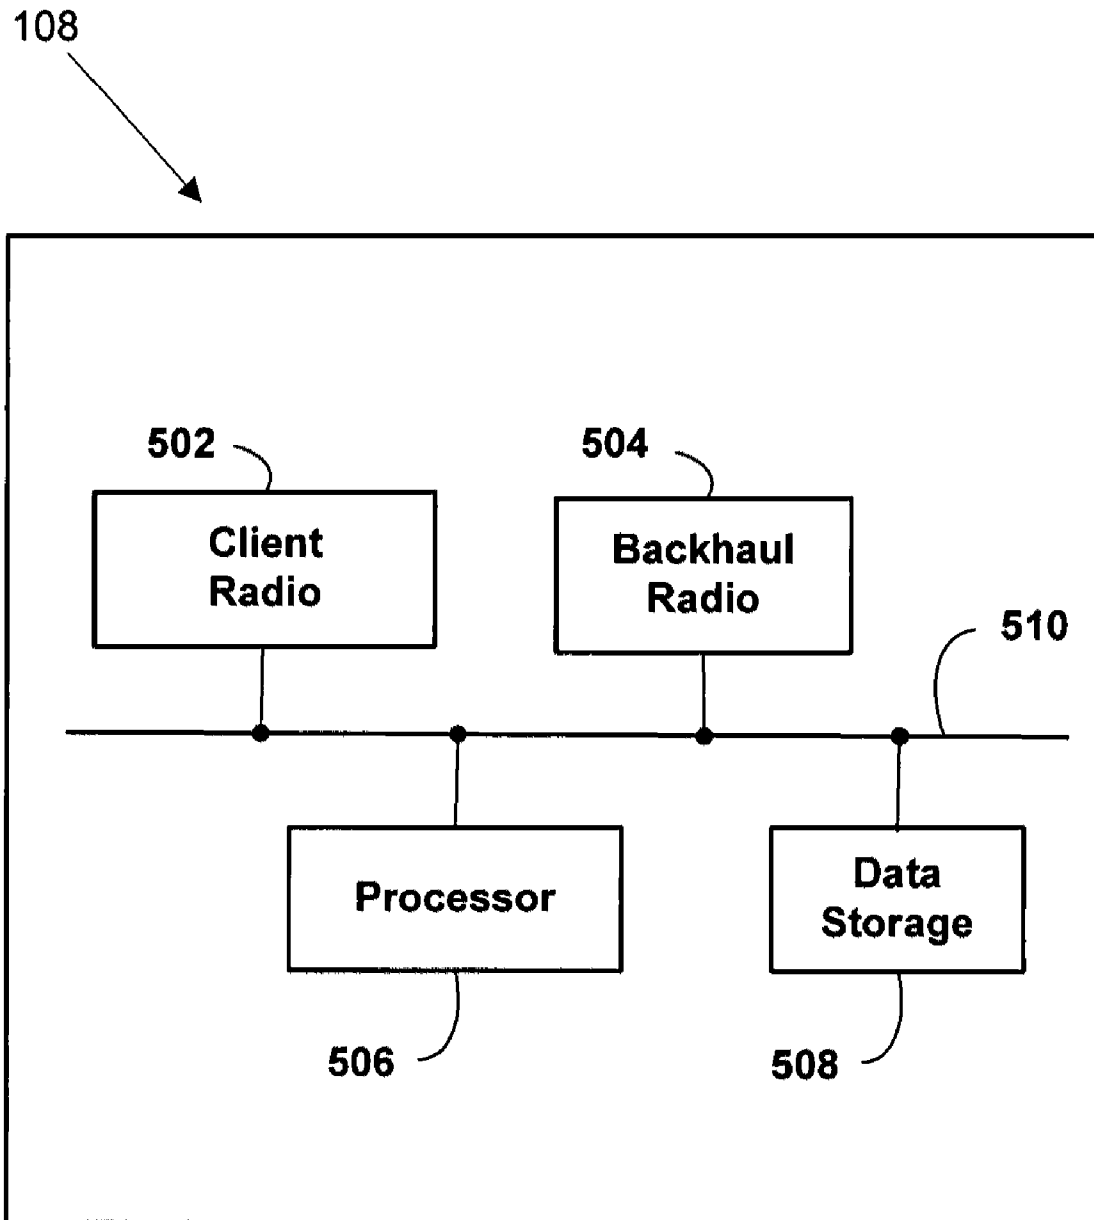 108
502
504
Client
Radio
Backhaul
Radio
510
Processor
Data
Storage
506
508